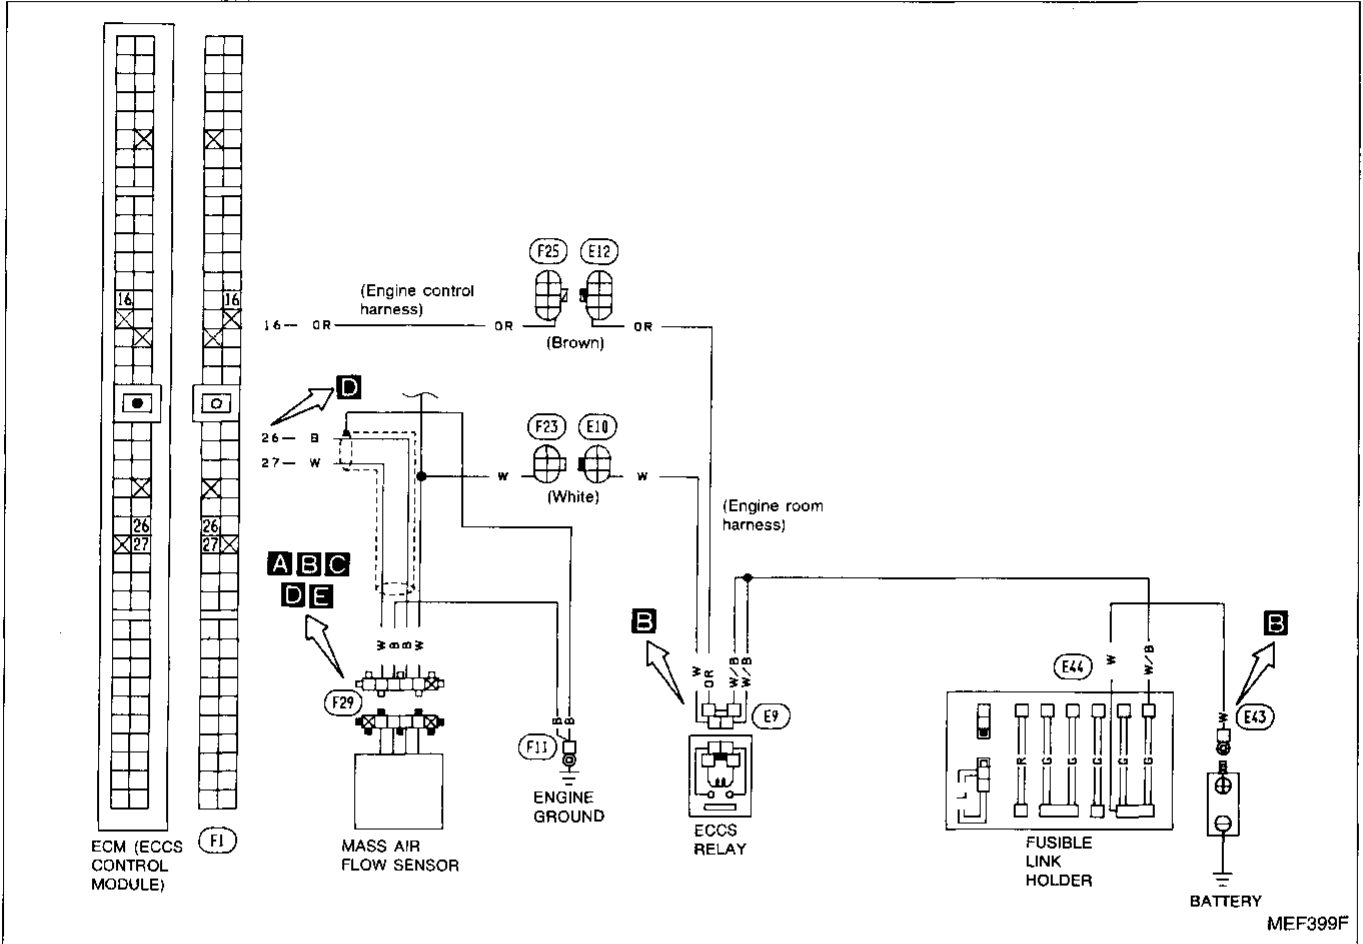 16
16
F25
E12
(Engine control
harness)
16 OR
OR
OR
(Brown)
D
F23
E10
26 B
27 W
W
W
(White)
(Engine room
harness)
26
26
27
27
A B C
D E
B
B
W
B
B
W
W
OR
W/B
W/B
E44
W
W/B
F29
E9
W
E43
B
B
F11
R
G
G
G
G
G
ENGINE
GROUND
ECM (ECCS
CONTROL
MODULE)
F1
MASS AIR
FLOW SENSOR
ECCS
RELAY
FUSIBLE
LINK
HOLDER
BATTERY
MEF399F